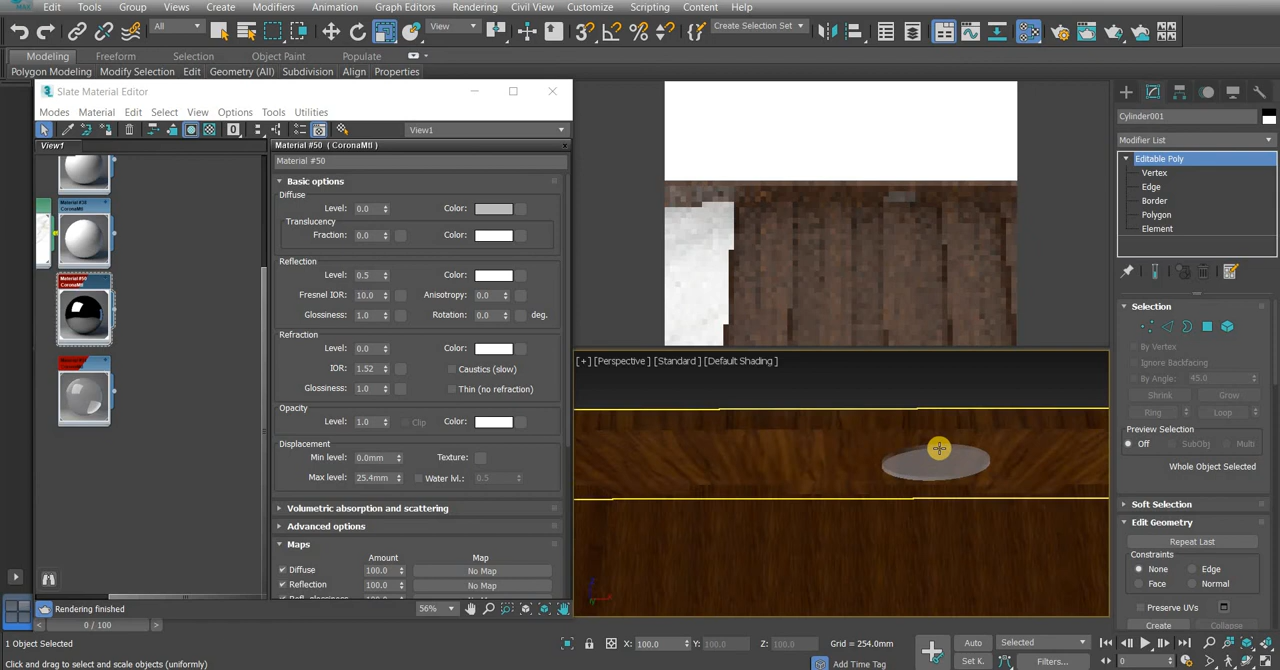 Edit Tools Group Views Create Modifiers Animation Graph Editors Rendering Civil View Customize Scripting Content Help
All View Create Selection Set
Modeling Freeform Selection Object Paint Populate
Polygon Modeling Modify Selection Edit Geometry (All) Subdivision Align Properties
Slate Material Editor
Modes Material Edit Select View Options Tools Utilities
View1
View1
Material #50 ( CoronaMtl )
Material #50
Basic options
Diffuse
Level: 0.0 Color:
Translucency
Fraction: 0.0 Color:
Reflection
Level: 0.5 Color:
Fresnel IOR: 10.0 Anisotropy: 0.0
Glossiness: 1.0 Rotation: 0.0 deg.
Refraction
Level: 0.0 Color:
IOR: 1.52 Caustics (slow)
Glossiness: 1.0 Thin (no refraction)
Opacity
Level: 1.0 Clip Color:
Displacement
Min level: 0.0mm Texture:
Max level: 25.4mm Water lvl.: 0.5
Volumetric absorption and scattering
Advanced options
Maps
Amount Map
Diffuse 100.0 No Map
Reflection 100.0 No Map
Material #50
CoronaMtl
Rendering finished
56%
[+] [Perspective] [Standard] [Default Shading]
Cylinder001
Modifier List
Editable Poly
Vertex
Edge
Border
Polygon
Element
Selection
By Vertex
Ignore Backfacing
By Angle: 45.0
Shrink Grow
Ring Loop
Preview Selection
Off SubObj Multi
Whole Object Selected
Soft Selection
Edit Geometry
Repeat Last
Constraints
None Edge
Face Normal
Preserve UVs
Create Collapse
0 / 100
1 Object Selected
X: 100.0 Y: 100.0 Z: 100.0 Grid = 254.0mm
Auto Selected
Click and drag to select and scale objects (uniformly)
Add Time Tag
Set K. Filters... 0